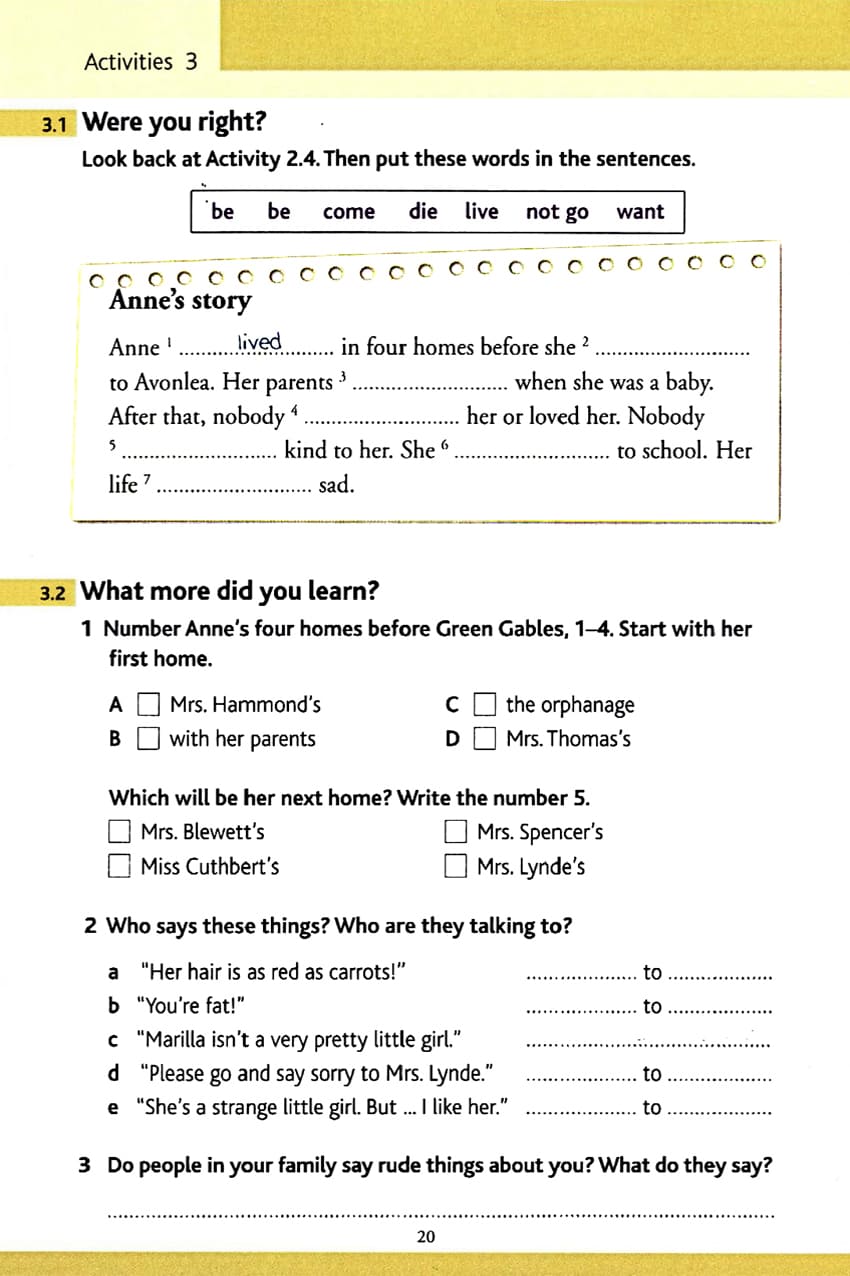 Activities 3
3.1 Were you right?
Look back at Activity 2.4. Then put these words in the sentences.
be be come die live not go want
Anne's story
Anne 1 ...........lived.......... in four homes before she 2 ............................
to Avonlea. Her parents 3 ............................ when she was a baby.
After that, nobody 4 ............................ her or loved her. Nobody
5 ............................ kind to her. She 6 ............................ to school. Her
life 7 ............................ sad.
3.2 What more did you learn?
1 Number Anne's four homes before Green Gables, 1–4. Start with her
first home.
A Mrs. Hammond's C the orphanage
B with her parents D Mrs. Thomas's
Which will be her next home? Write the number 5.
Mrs. Blewett's Mrs. Spencer's
Miss Cuthbert's Mrs. Lynde's
2 Who says these things? Who are they talking to?
a "Her hair is as red as carrots!" .................... to ...................
b "You're fat!" .................... to ...................
c "Marilla isn't a very pretty little girl." ............................................
d "Please go and say sorry to Mrs. Lynde." .................... to ...................
e "She's a strange little girl. But ... I like her." .................... to ...................
3 Do people in your family say rude things about you? What do they say?
........................................................................................................................
20